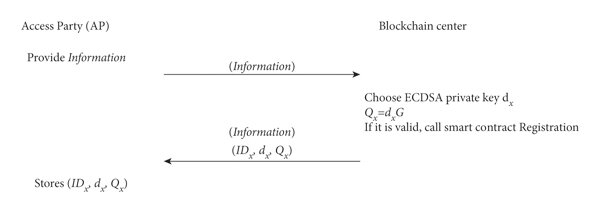 Access Party (AP)
Blockchain center
Provide Information
(Information)
Choose ECDSA private key dx
Qx=dxG
If it is valid, call smart contract Registration
(Information)
(IDx, dx, Qx)
Stores (IDx, dx, Qx)